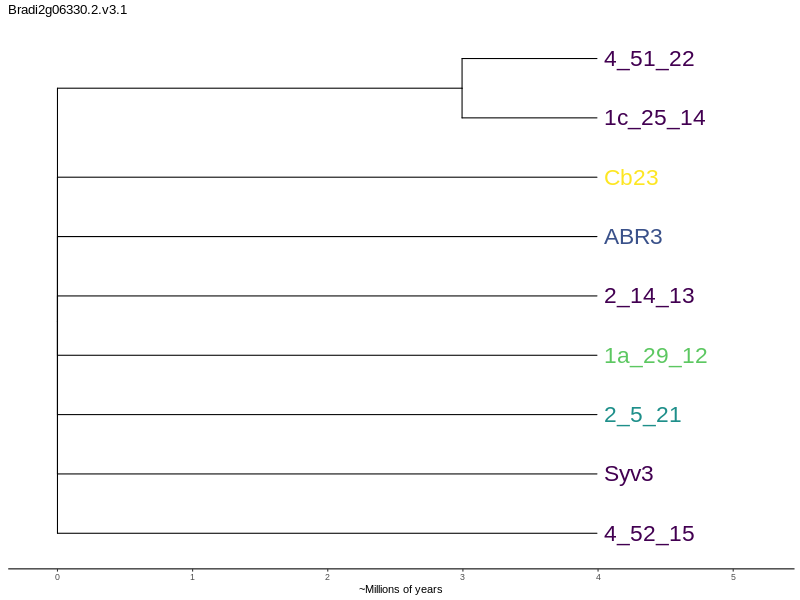 Bradi2g06330.2.v3.1
4_51_22
1c_25_14
Cb23
ABR3
2_14_13
1a_29_12
2_5_21
Syv3
4_52_15
0 1 2 3 4 5
~Millions of years